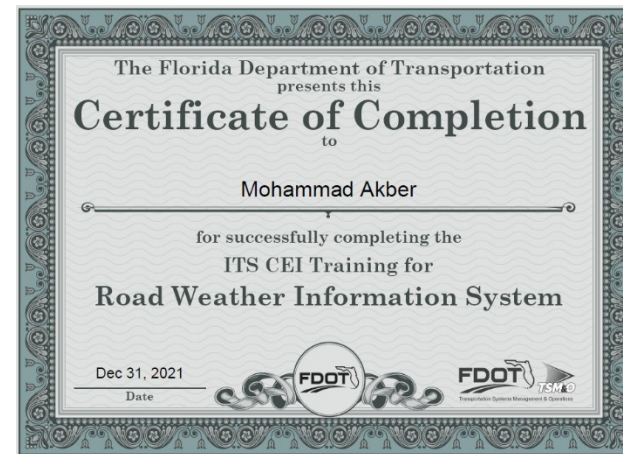 The Florida Department of Transportation
presents this
Certificate of Completion
to
Mohammad Akber
for successfully completing the
ITS CEI Training for
Road Weather Information System
Dec 31, 2021
Date
FDOT
FDOT
TSM&O
Transportation Systems Management & Operations